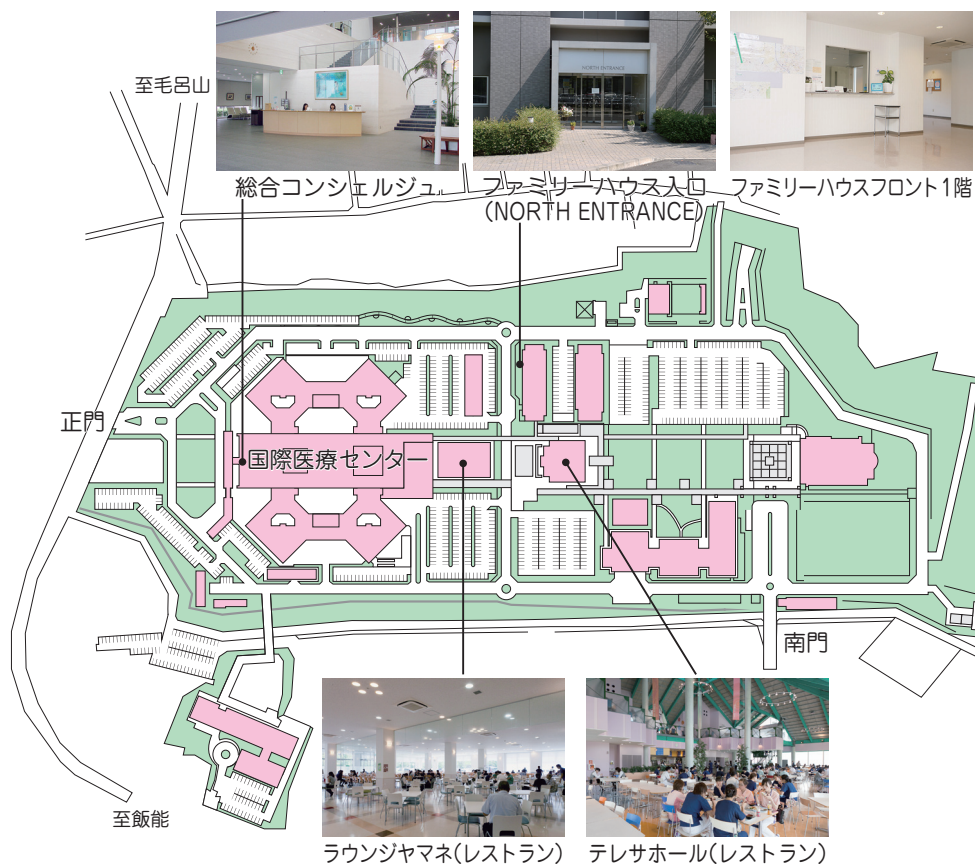 至毛呂山
NORTH ENTRANCE
総合コンシェルジュ
ファミリーハウス入口
(NORTH ENTRANCE)
ファミリーハウスフロント1階
正門
国際医療センター
南門
至飯能
ラウンジヤマネ(レストラン)
テレサホール(レストラン)